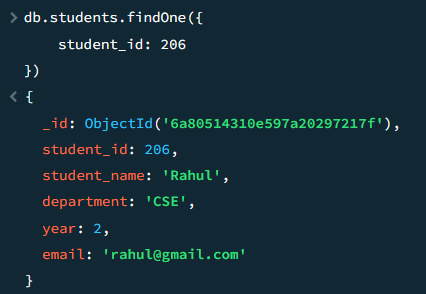 > db.students.findOne({
student_id: 206
})
< {
_id: ObjectId('6a80514310e597a20297217f'),
student_id: 206,
student_name: 'Rahul',
department: 'CSE',
year: 2,
email: 'rahul@gmail.com'
}